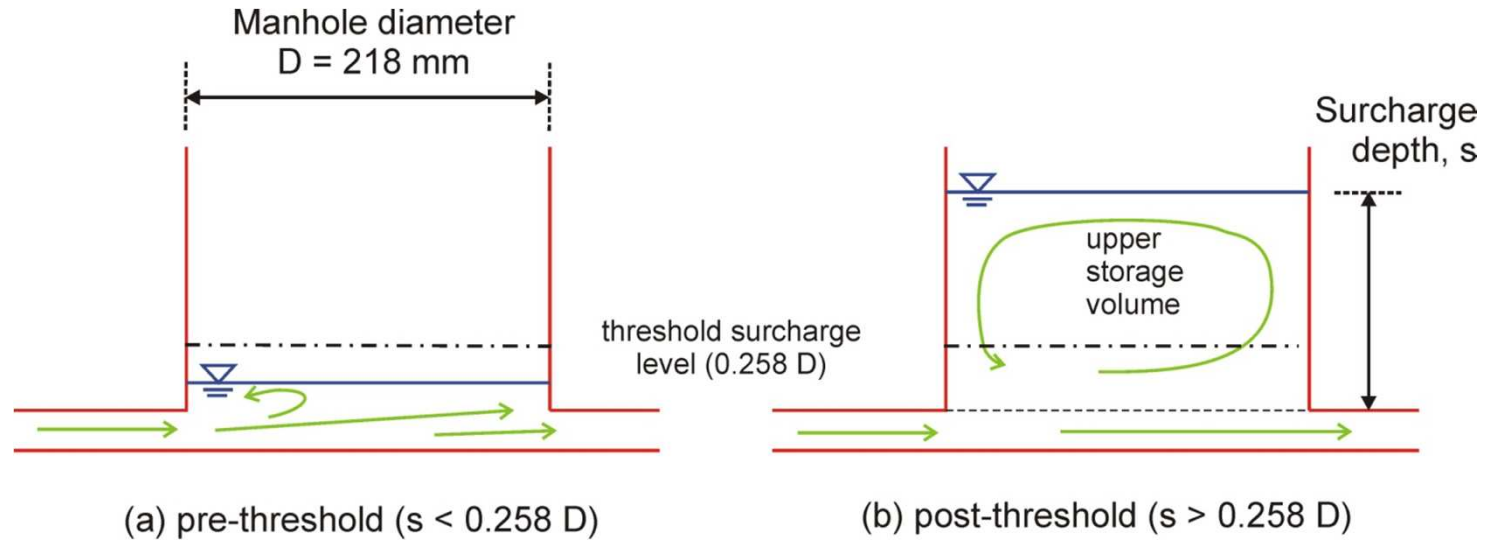 Manhole diameter
D = 218 mm
Surcharge
depth, s
upper
storage
volume
threshold surcharge
level (0.258 D)
(a) pre-threshold (s < 0.258 D)
(b) post-threshold (s > 0.258 D)